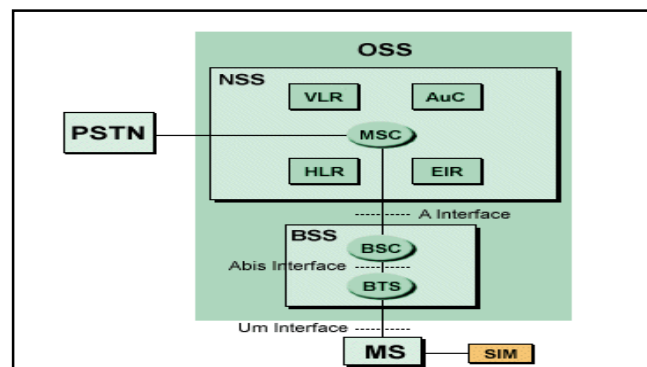 OSS
NSS
VLR AuC
PSTN
MSC
HLR EIR
A Interface
BSS
BSC
Abis Interface
BTS
Um Interface
MS
SIM